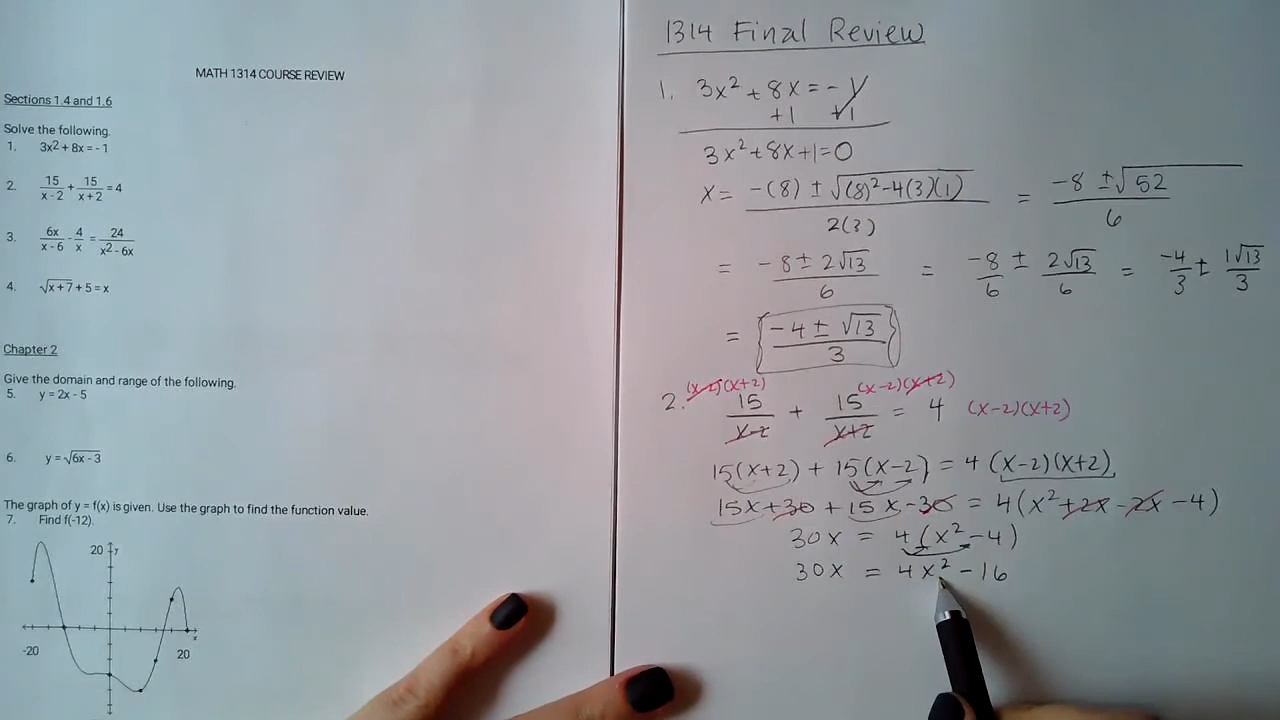 MATH 1314 COURSE REVIEW
Sections 1.4 and 1.6
Solve the following.
1. 3x² + 8x = - 1
2. 15/(x - 2) + 15/(x + 2) = 4
3. 6x/(x - 6) - 4/x = 24/(x² - 6x)
4. √(x + 7) + 5 = x
Chapter 2
Give the domain and range of the following.
5. y = 2x - 5
6. y = √(6x - 3)
The graph of y = f(x) is given. Use the graph to find the function value.
7. Find f(-12).
20 y
x
-20 20
1314 Final Review
1. 3x² + 8x = - 1
+1 +1
3x² + 8x + 1 = 0
x = (-(8) ± √((8)² - 4(3)(1)))/2(3) = (-8 ± √52)/6
= (-8 ± 2√13)/6 = -8/6 ± 2√13/6 = -4/3 ± 1√13/3
= (-4 ± √13)/3
(x-2)(x+2) (x-2)(x+2)
2. 15/(x-2) + 15/(x+2) = 4 (x-2)(x+2)
15(x+2) + 15(x-2) = 4 (x-2)(x+2)
15x + 30 + 15x - 30 = 4(x² + 2x - 2x - 4)
30x = 4(x² - 4)
30x = 4x² - 16